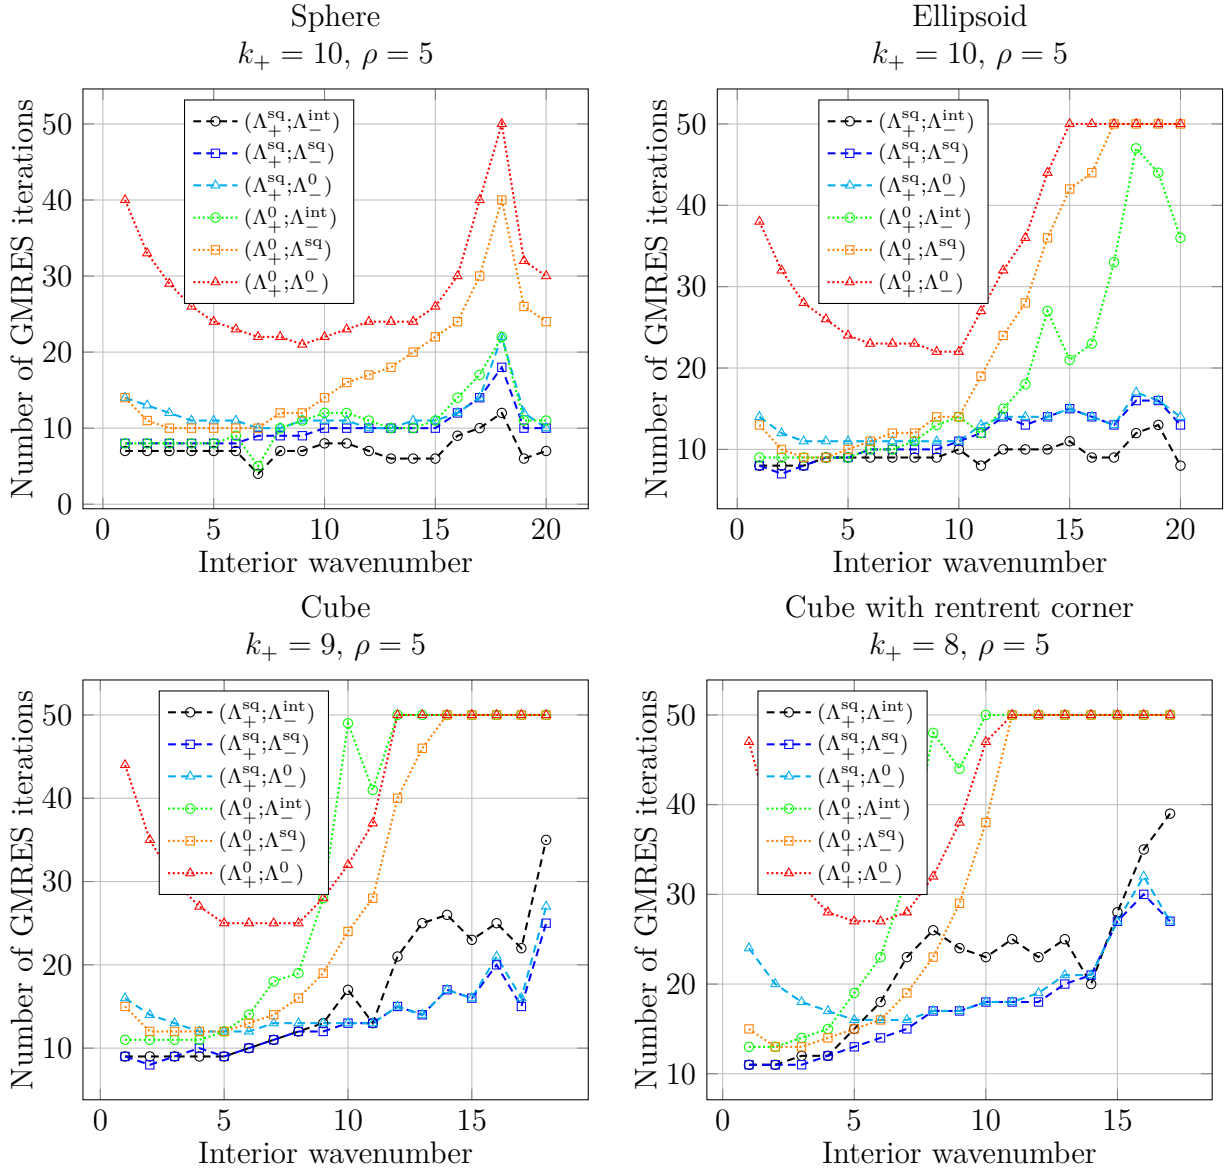 Sphere
k₊ = 10, ρ = 5
Number of GMRES iterations
50
40
30
20
10
0
(Λ₊^sq;Λ₋^int)
(Λ₊^sq;Λ₋^sq)
(Λ₊^sq;Λ₋^0)
(Λ₊^0;Λ₋^int)
(Λ₊^0;Λ₋^sq)
(Λ₊^0;Λ₋^0)
0 5 10 15 20
Interior wavenumber
Ellipsoid
k₊ = 10, ρ = 5
Number of GMRES iterations
50
40
30
20
10
(Λ₊^sq;Λ₋^int)
(Λ₊^sq;Λ₋^sq)
(Λ₊^sq;Λ₋^0)
(Λ₊^0;Λ₋^int)
(Λ₊^0;Λ₋^sq)
(Λ₊^0;Λ₋^0)
0 5 10 15 20
Interior wavenumber
Cube
k₊ = 9, ρ = 5
Number of GMRES iterations
50
40
30
20
10
(Λ₊^sq;Λ₋^int)
(Λ₊^sq;Λ₋^sq)
(Λ₊^sq;Λ₋^0)
(Λ₊^0;Λ₋^int)
(Λ₊^0;Λ₋^sq)
(Λ₊^0;Λ₋^0)
0 5 10 15
Interior wavenumber
Cube with rentrent corner
k₊ = 8, ρ = 5
Number of GMRES iterations
50
40
30
20
10
(Λ₊^sq;Λ₋^int)
(Λ₊^sq;Λ₋^sq)
(Λ₊^sq;Λ₋^0)
(Λ₊^0;Λ₋^int)
(Λ₊^0;Λ₋^sq)
(Λ₊^0;Λ₋^0)
0 5 10 15
Interior wavenumber